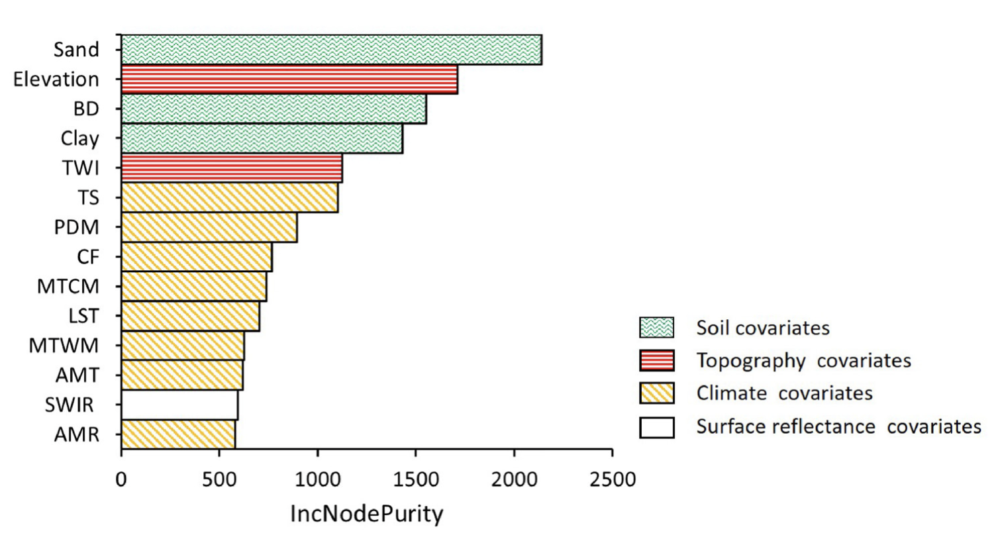 Sand
Elevation
BD
Clay
TWI
TS
PDM
CF
MTCM
LST
MTWM
AMT
SWIR
AMR
0 500 1000 1500 2000 2500
IncNodePurity
Soil covariates
Topography covariates
Climate covariates
Surface reflectance covariates